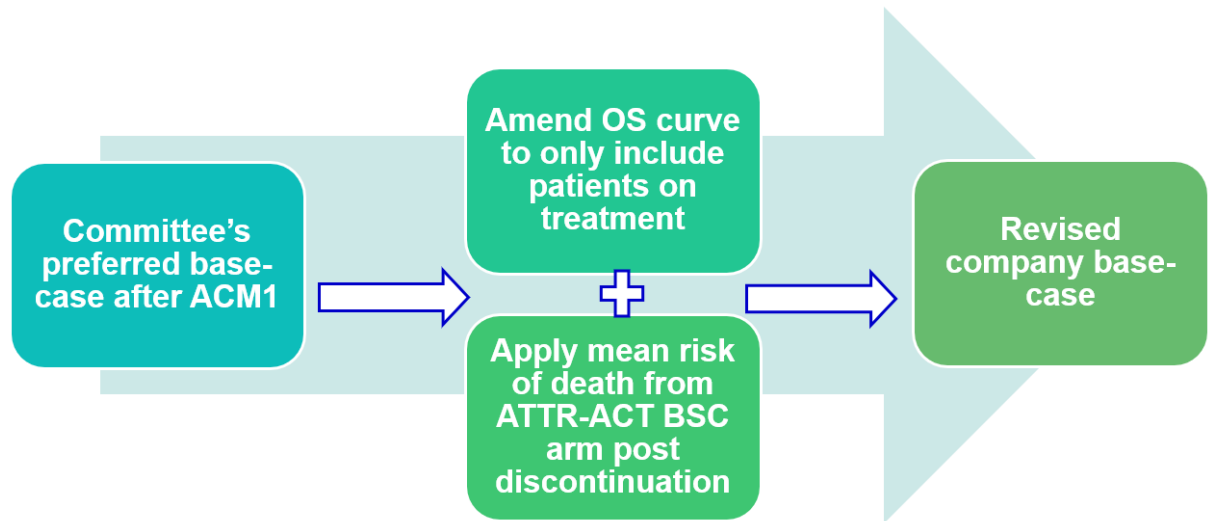 Committee's
preferred base-
case after ACM1
Amend OS curve
to only include
patients on
treatment
Apply mean risk
of death from
ATTR-ACT BSC
arm post
discontinuation
Revised
company base-
case